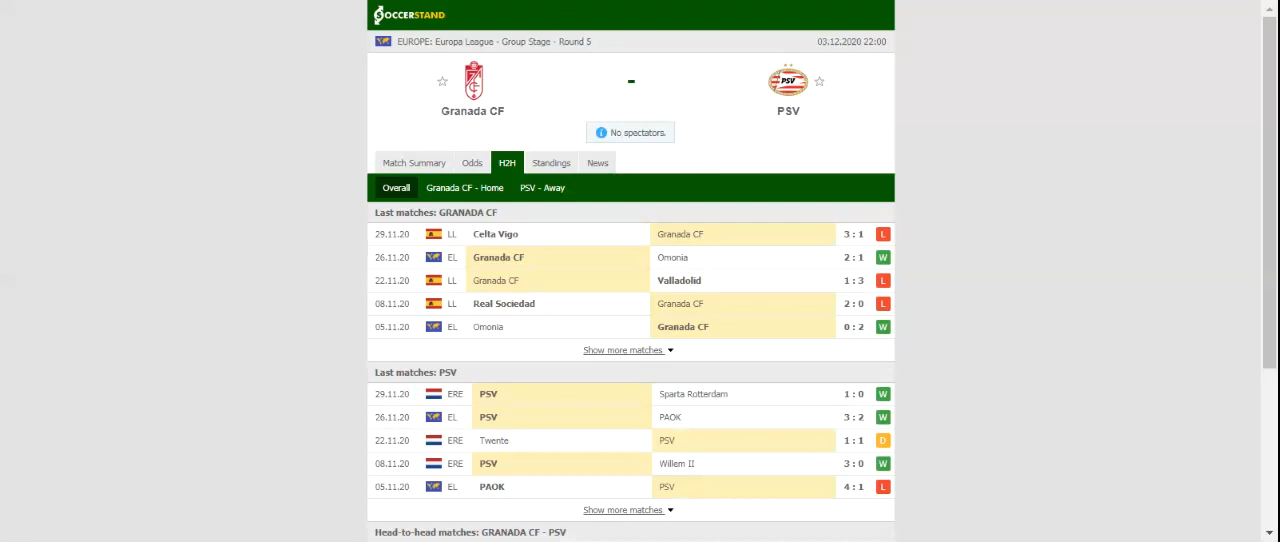 SOCCERSTAND
EUROPE: Europa League - Group Stage - Round 5 03.12.2020 22:00
-
Granada CF PSV
No spectators.
Match Summary Odds H2H Standings News
Overall Granada CF - Home PSV - Away
Last matches: GRANADA CF
29.11.20 LL Celta Vigo Granada CF 3 : 1 L
26.11.20 EL Granada CF Omonia 2 : 1 W
22.11.20 LL Granada CF Valladolid 1 : 3 L
08.11.20 LL Real Sociedad Granada CF 2 : 0 L
05.11.20 EL Omonia Granada CF 0 : 2 W
Show more matches
Last matches: PSV
29.11.20 ERE PSV Sparta Rotterdam 1 : 0 W
26.11.20 EL PSV PAOK 3 : 2 W
22.11.20 ERE Twente PSV 1 : 1 D
08.11.20 ERE PSV Willem II 3 : 0 W
05.11.20 EL PAOK PSV 4 : 1 L
Show more matches
Head-to-head matches: GRANADA CF - PSV